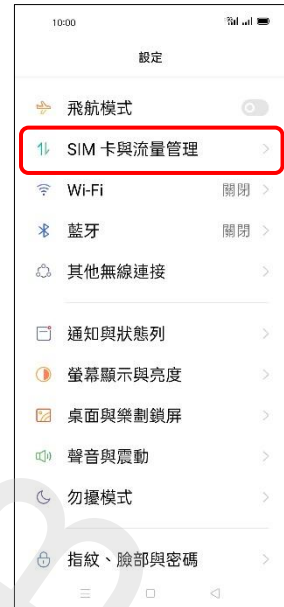 10:00
設定
飛航模式
SIM 卡與流量管理
Wi-Fi 關閉
藍牙 關閉
其他無線連接
通知與狀態列
螢幕顯示與亮度
桌面與樂劃鎖屏
聲音與震動
勿擾模式
指紋、臉部與密碼